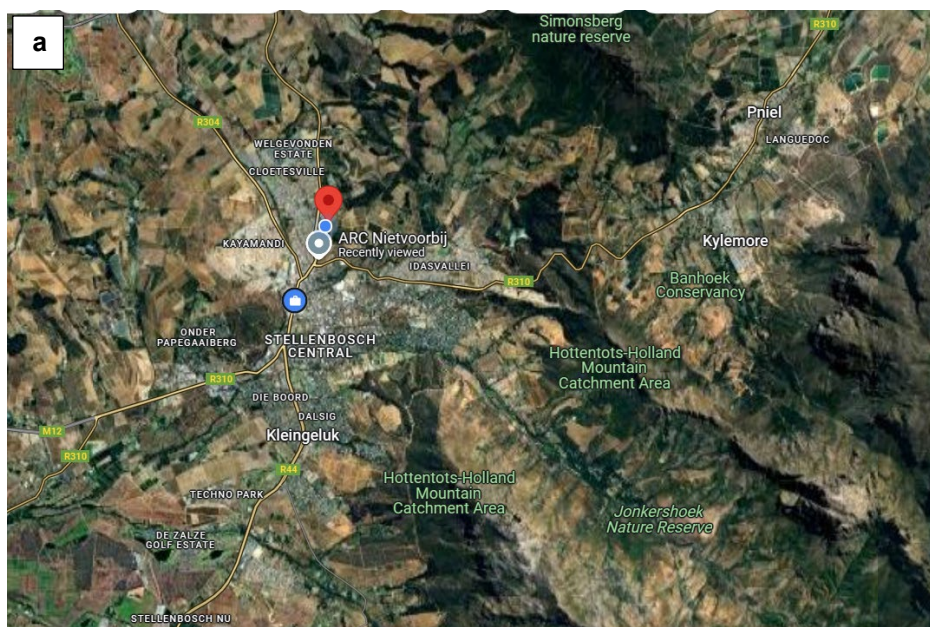 a
Simonsberg
nature reserve
R310
Pniel
R304
LANGUEDOC
WELGEVONDEN
ESTATE
CLOETESVILLE
ARC Nietvoorbij
Recently viewed
KAYAMANDI
Kylemore
IDASVALLEI
R310
Banhoek
Conservancy
ONDER
PAPEGAAIBERG
STELLENBOSCH
CENTRAL
Hottentots-Holland
Mountain
Catchment Area
R310
DIE BOORD
DALSIG
M12
Kleingeluk
R310
R44
Hottentots-Holland
Mountain
Catchment Area
TECHNO PARK
Jonkershoek
Nature Reserve
DE ZALZE
GOLF ESTATE
STELLENBOSCH NU